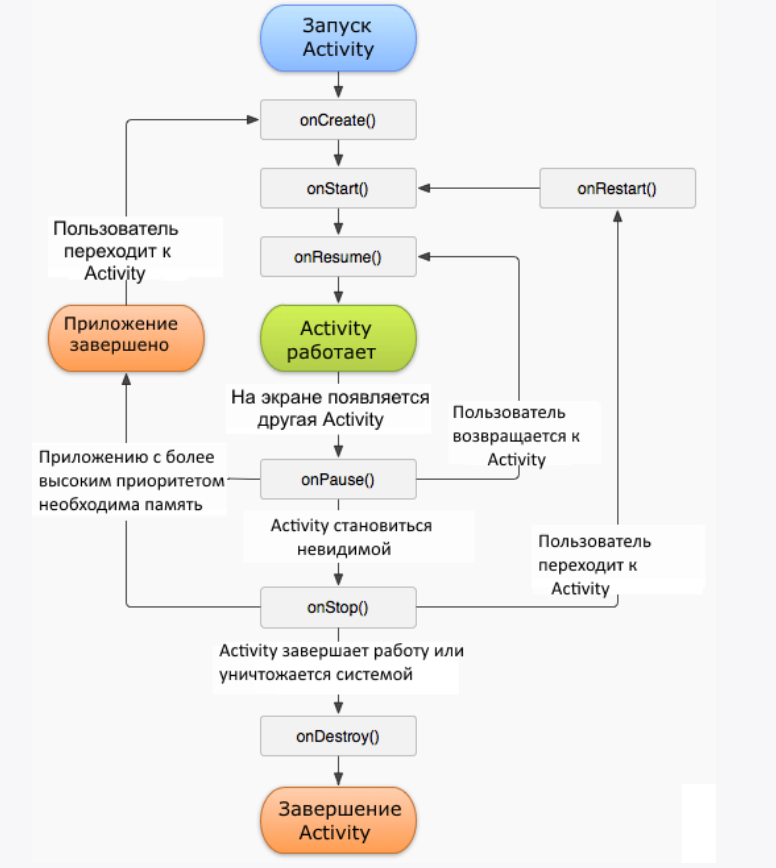 Запуск
Activity
onCreate()
onStart()
onRestart()
Пользователь
переходит к
Activity
onResume()
Приложение
завершено
Activity
работает
На экране появляется
другая Activity
Пользователь
возвращается к
Activity
Приложению с более
высоким приоритетом
необходима память
onPause()
Activity становиться
невидимой
Пользователь
переходит к
Activity
onStop()
Activity завершает работу или
уничтожается системой
onDestroy()
Завершение
Activity